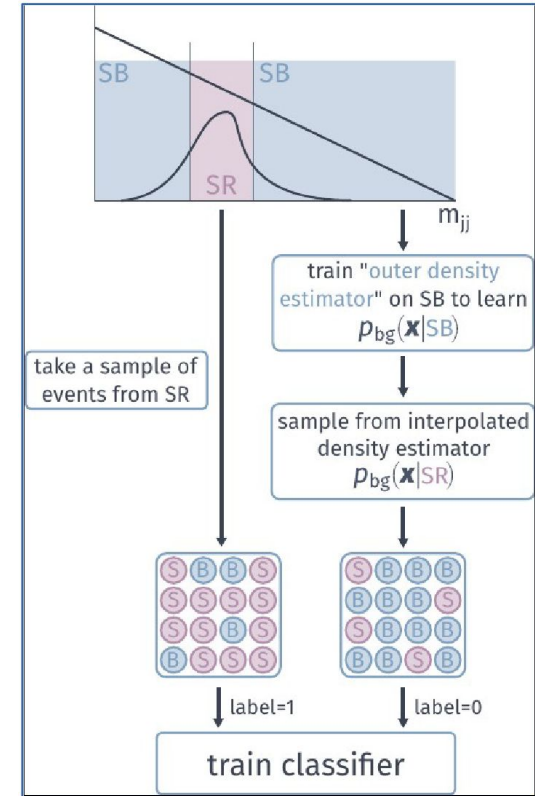 SB
SB
SR
m_jj
train "outer density
estimator" on SB to learn
p_bg(x|SB)
take a sample of
events from SR
sample from interpolated
density estimator
p_bg(x|SR)
S B B S
S B B B
S S S S
B B B S
S S B S
S B B B
B S S S
B B S B
label=1
label=0
train classifier